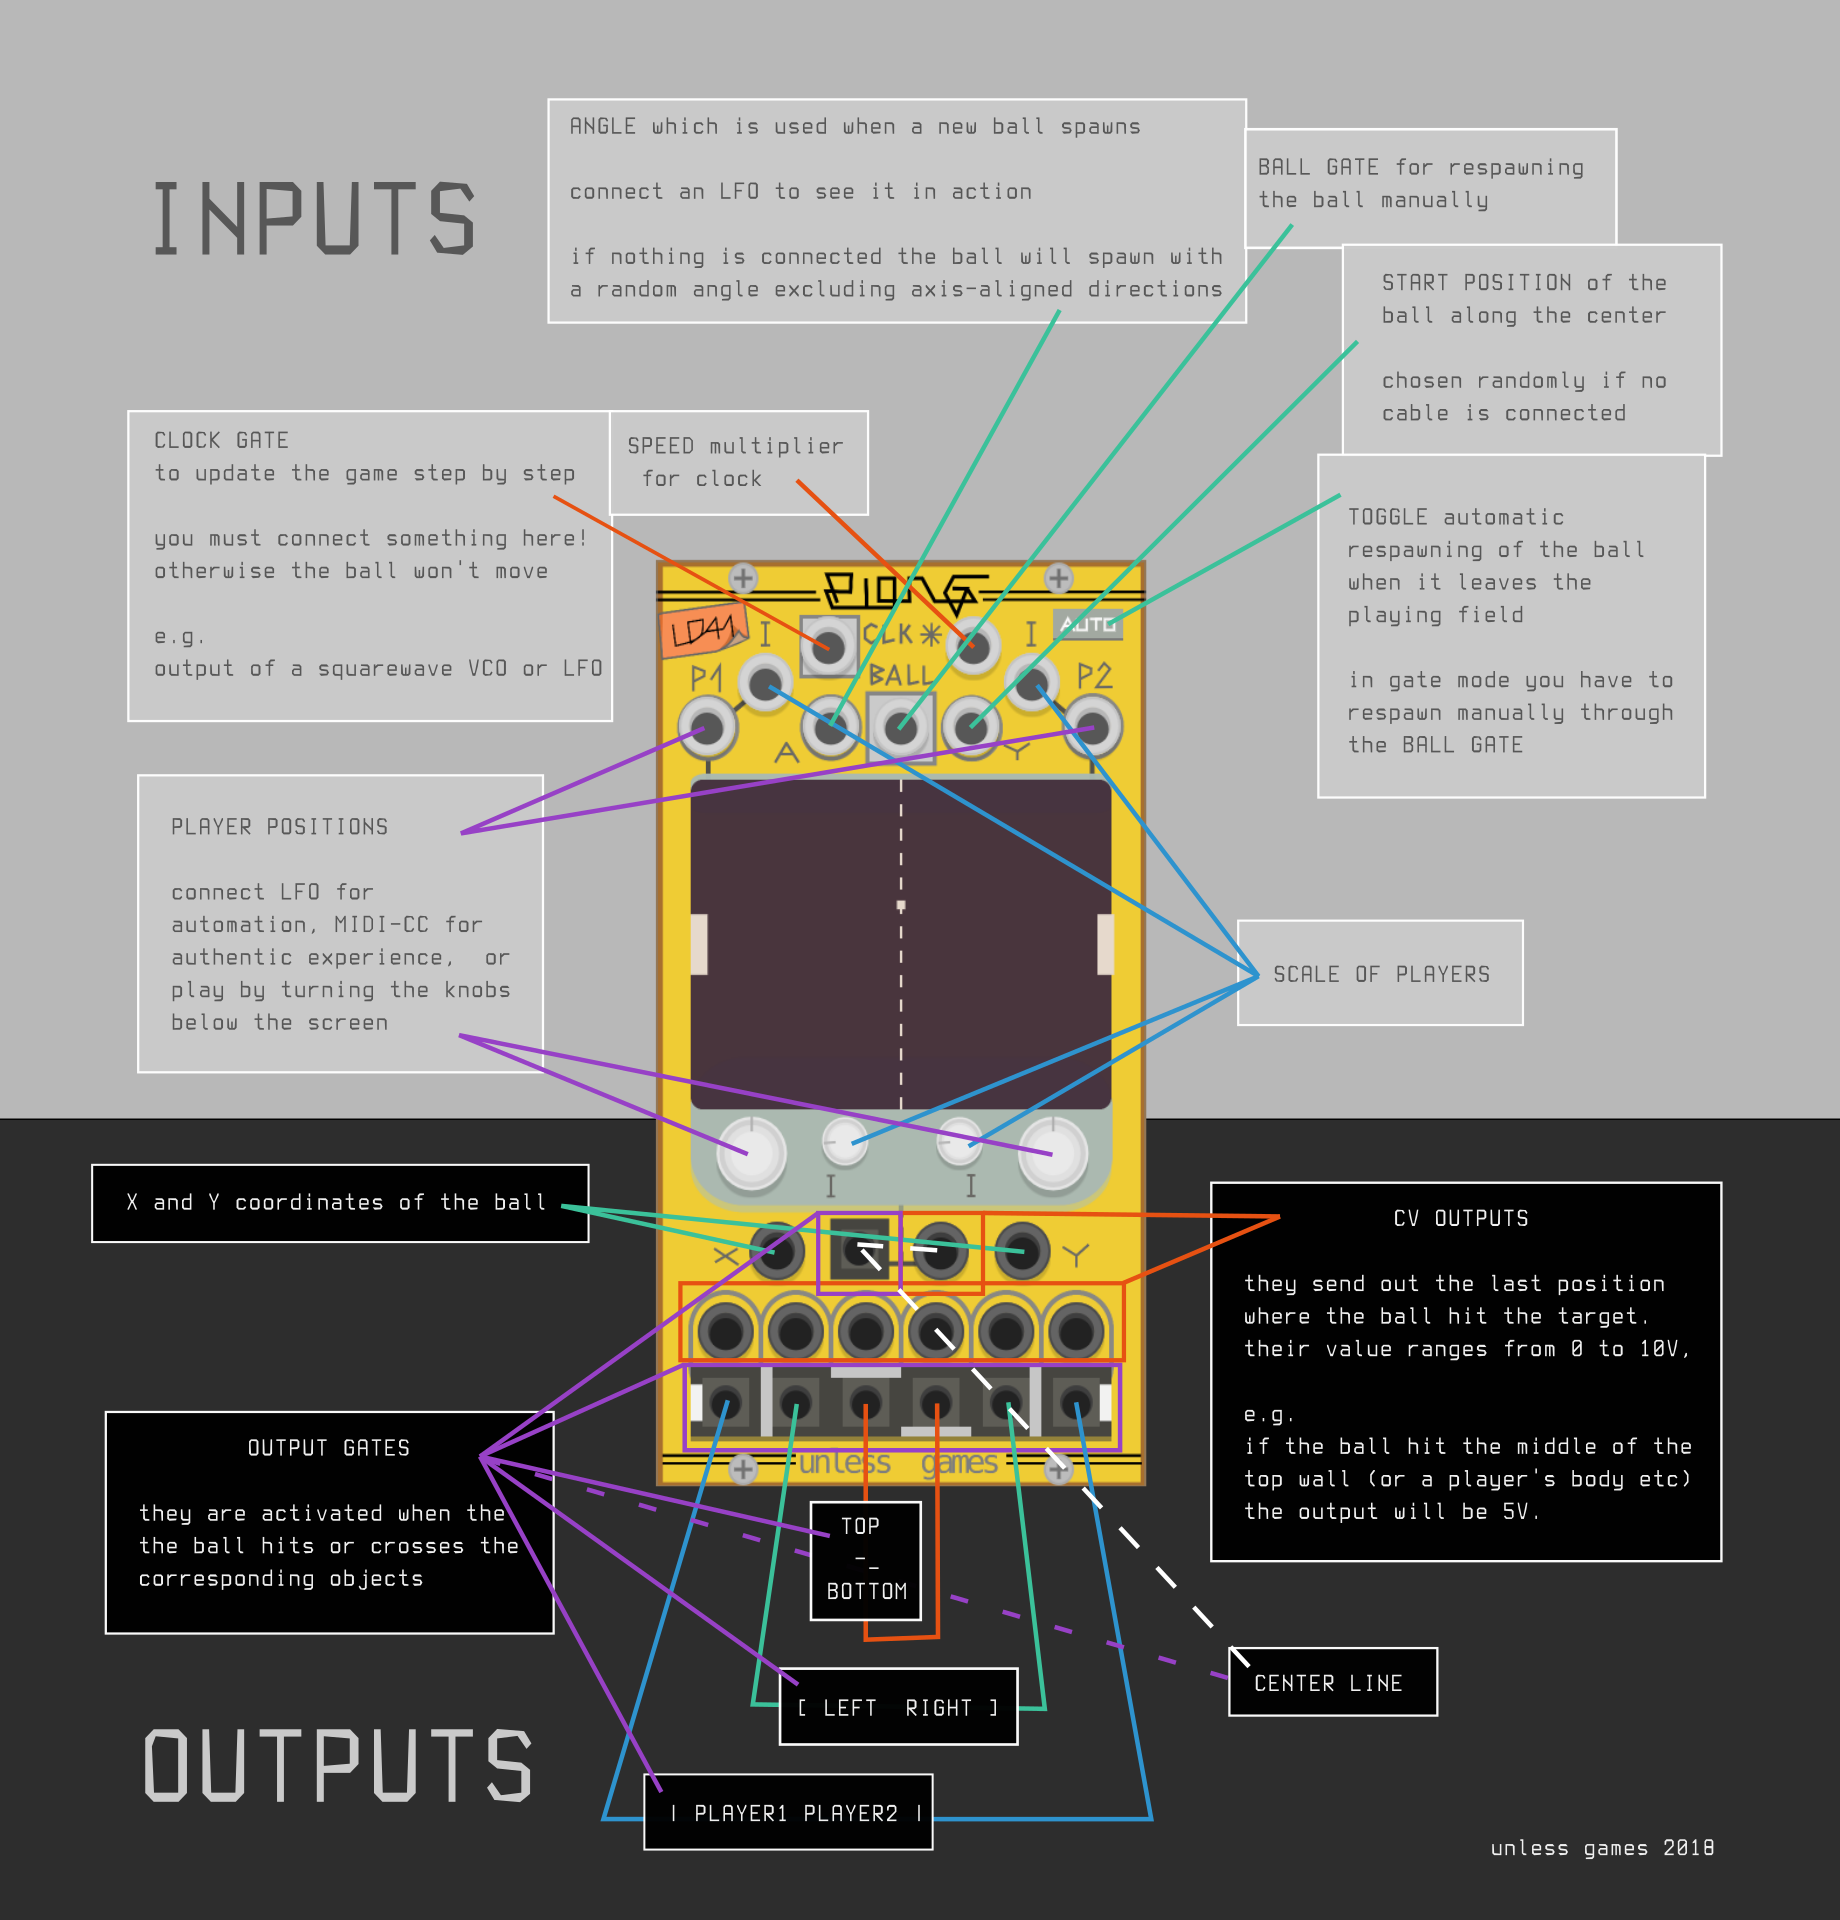 INPUTS
ANGLE which is used when a new ball spawns
connect an LFO to see it in action
if nothing is connected the ball will spawn with
a random angle excluding axis-aligned directions
BALL GATE for respawning
the ball manually
START POSITION of the
ball along the center
chosen randomly if no
cable is connected
CLOCK GATE
to update the game step by step
you must connect something here!
otherwise the ball won't move
e.g.
output of a squarewave VCO or LFO
SPEED multiplier
for clock
TOGGLE automatic
respawning of the ball
when it leaves the
playing field
in gate mode you have to
respawn manually through
the BALL GATE
LD41
I
CLK *
I
AUTO
P1
BALL
P2
A
Y
PLAYER POSITIONS
connect LFO for
automation, MIDI-CC for
authentic experience, or
play by turning the knobs
below the screen
SCALE OF PLAYERS
I
I
X and Y coordinates of the ball
X
Y
CV OUTPUTS
they send out the last position
where the ball hit the target.
their value ranges from 0 to 10V,
e.g.
if the ball hit the middle of the
top wall (or a player's body etc)
the output will be 5V.
OUTPUT GATES
they are activated when the
the ball hits or crosses the
corresponding objects
unless games
TOP
-_
BOTTOM
[ LEFT RIGHT ]
CENTER LINE
| PLAYER1 PLAYER2 |
OUTPUTS
unless games 2018